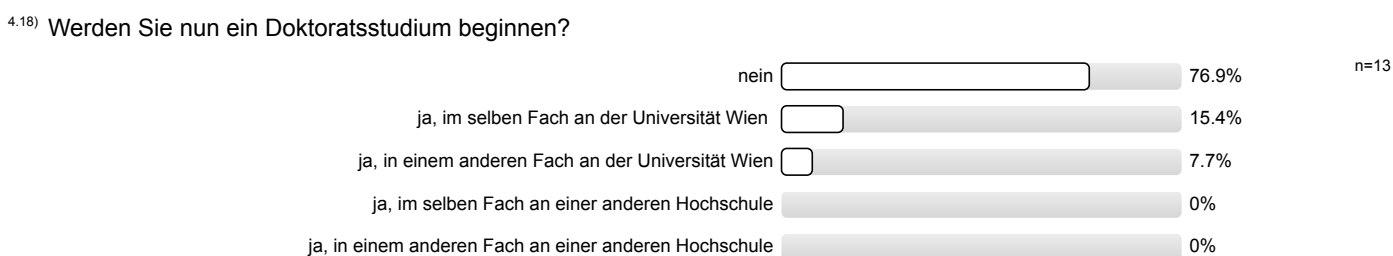 4.18) Werden Sie nun ein Doktoratsstudium beginnen?
nein 76.9% n=13
ja, im selben Fach an der Universität Wien 15.4%
ja, in einem anderen Fach an der Universität Wien 7.7%
ja, im selben Fach an einer anderen Hochschule 0%
ja, in einem anderen Fach an einer anderen Hochschule 0%